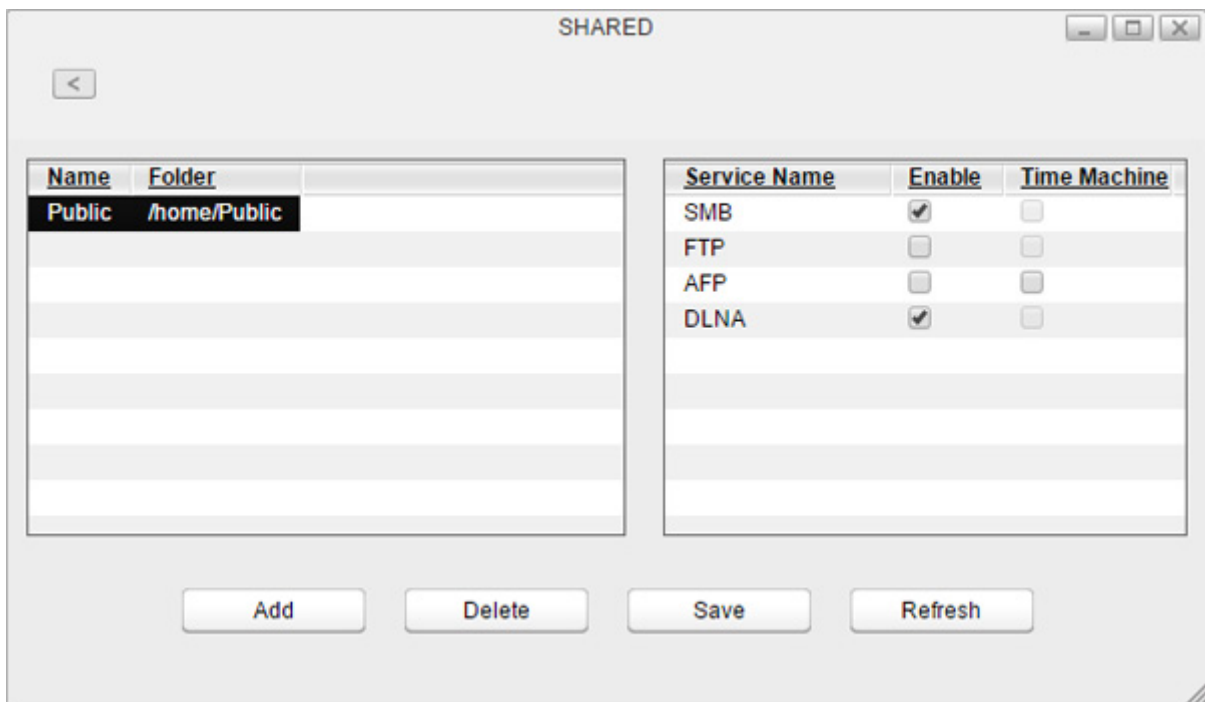 SHARED
<
Name Folder
Public /home/Public
Service Name Enable Time Machine
SMB
FTP
AFP
DLNA
Add Delete Save Refresh